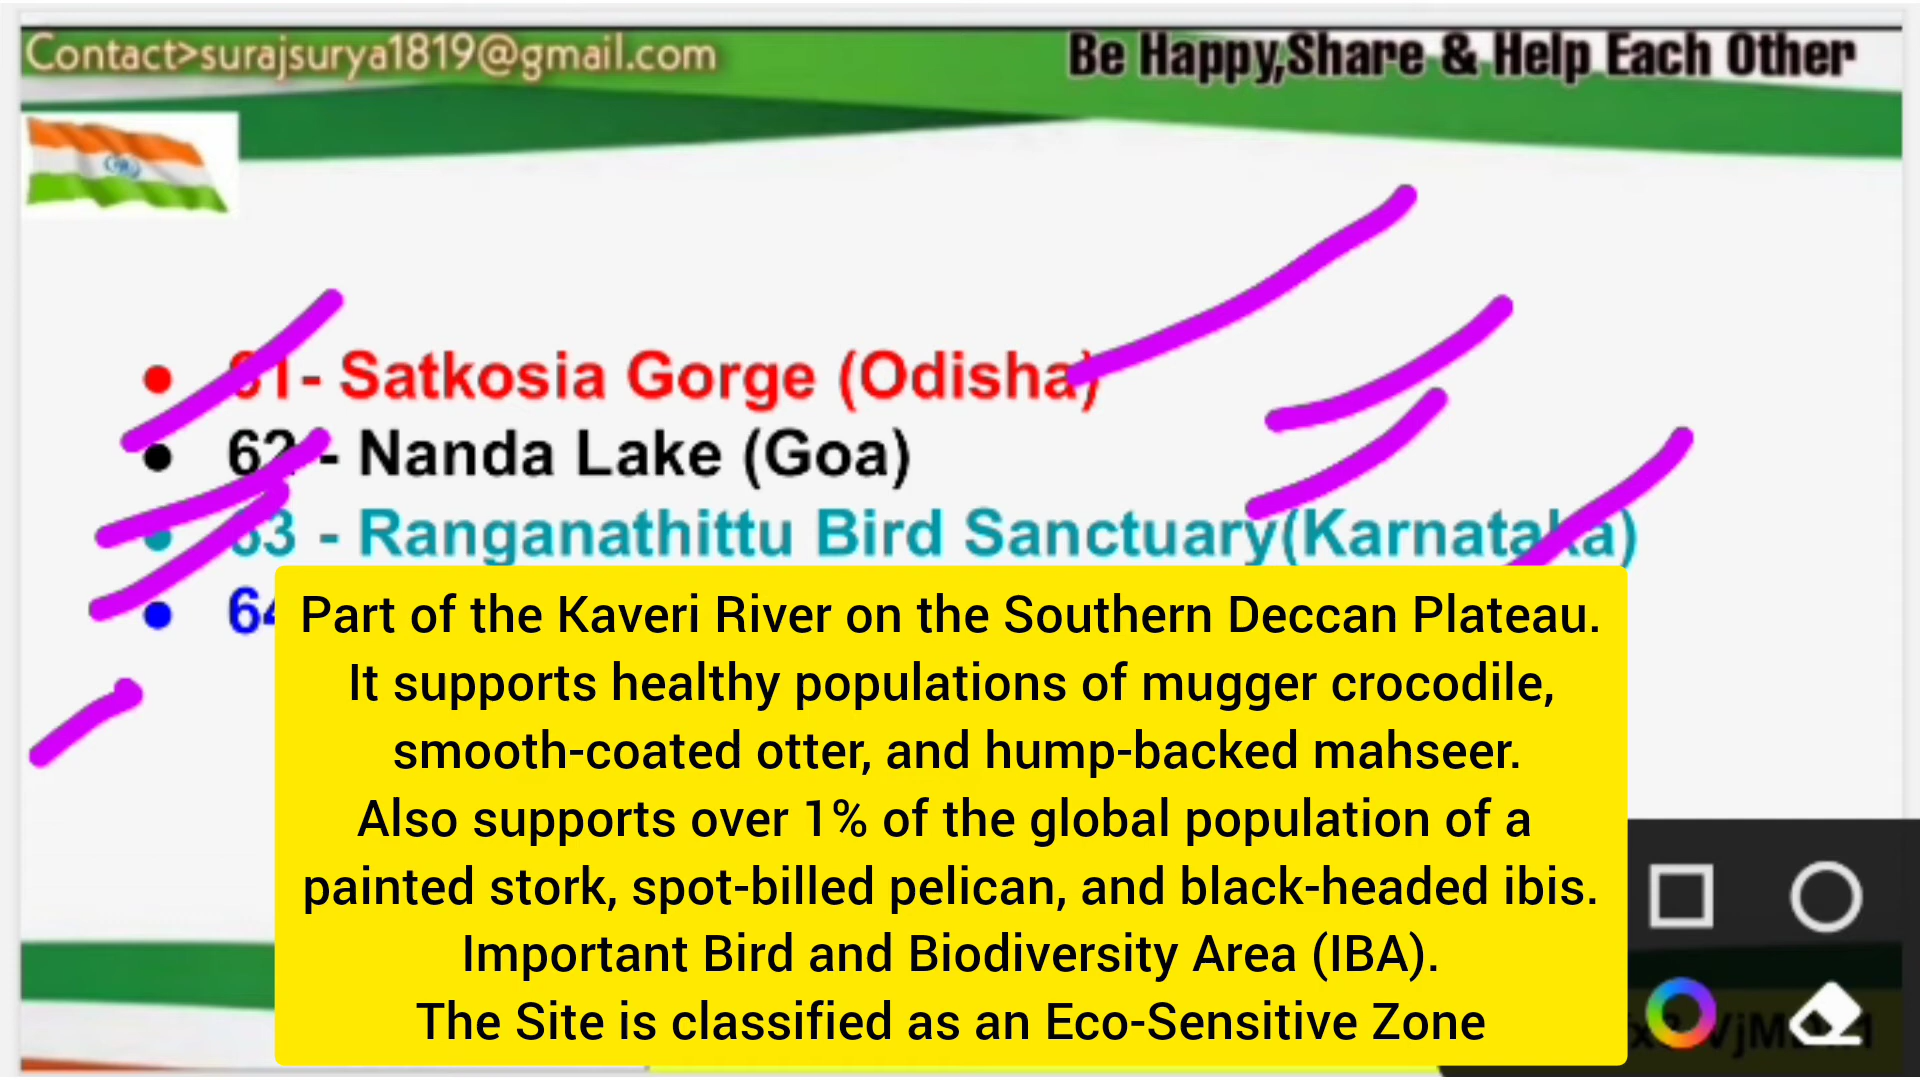 Contact>surajsurya1819@gmail.com
Be Happy,Share & Help Each Other
61- Satkosia Gorge (Odisha)
62 - Nanda Lake (Goa)
63 - Ranganathittu Bird Sanctuary(Karnataka)
64
Part of the Kaveri River on the Southern Deccan Plateau.
It supports healthy populations of mugger crocodile,
smooth-coated otter, and hump-backed mahseer.
Also supports over 1% of the global population of a
painted stork, spot-billed pelican, and black-headed ibis.
Important Bird and Biodiversity Area (IBA).
The Site is classified as an Eco-Sensitive Zone